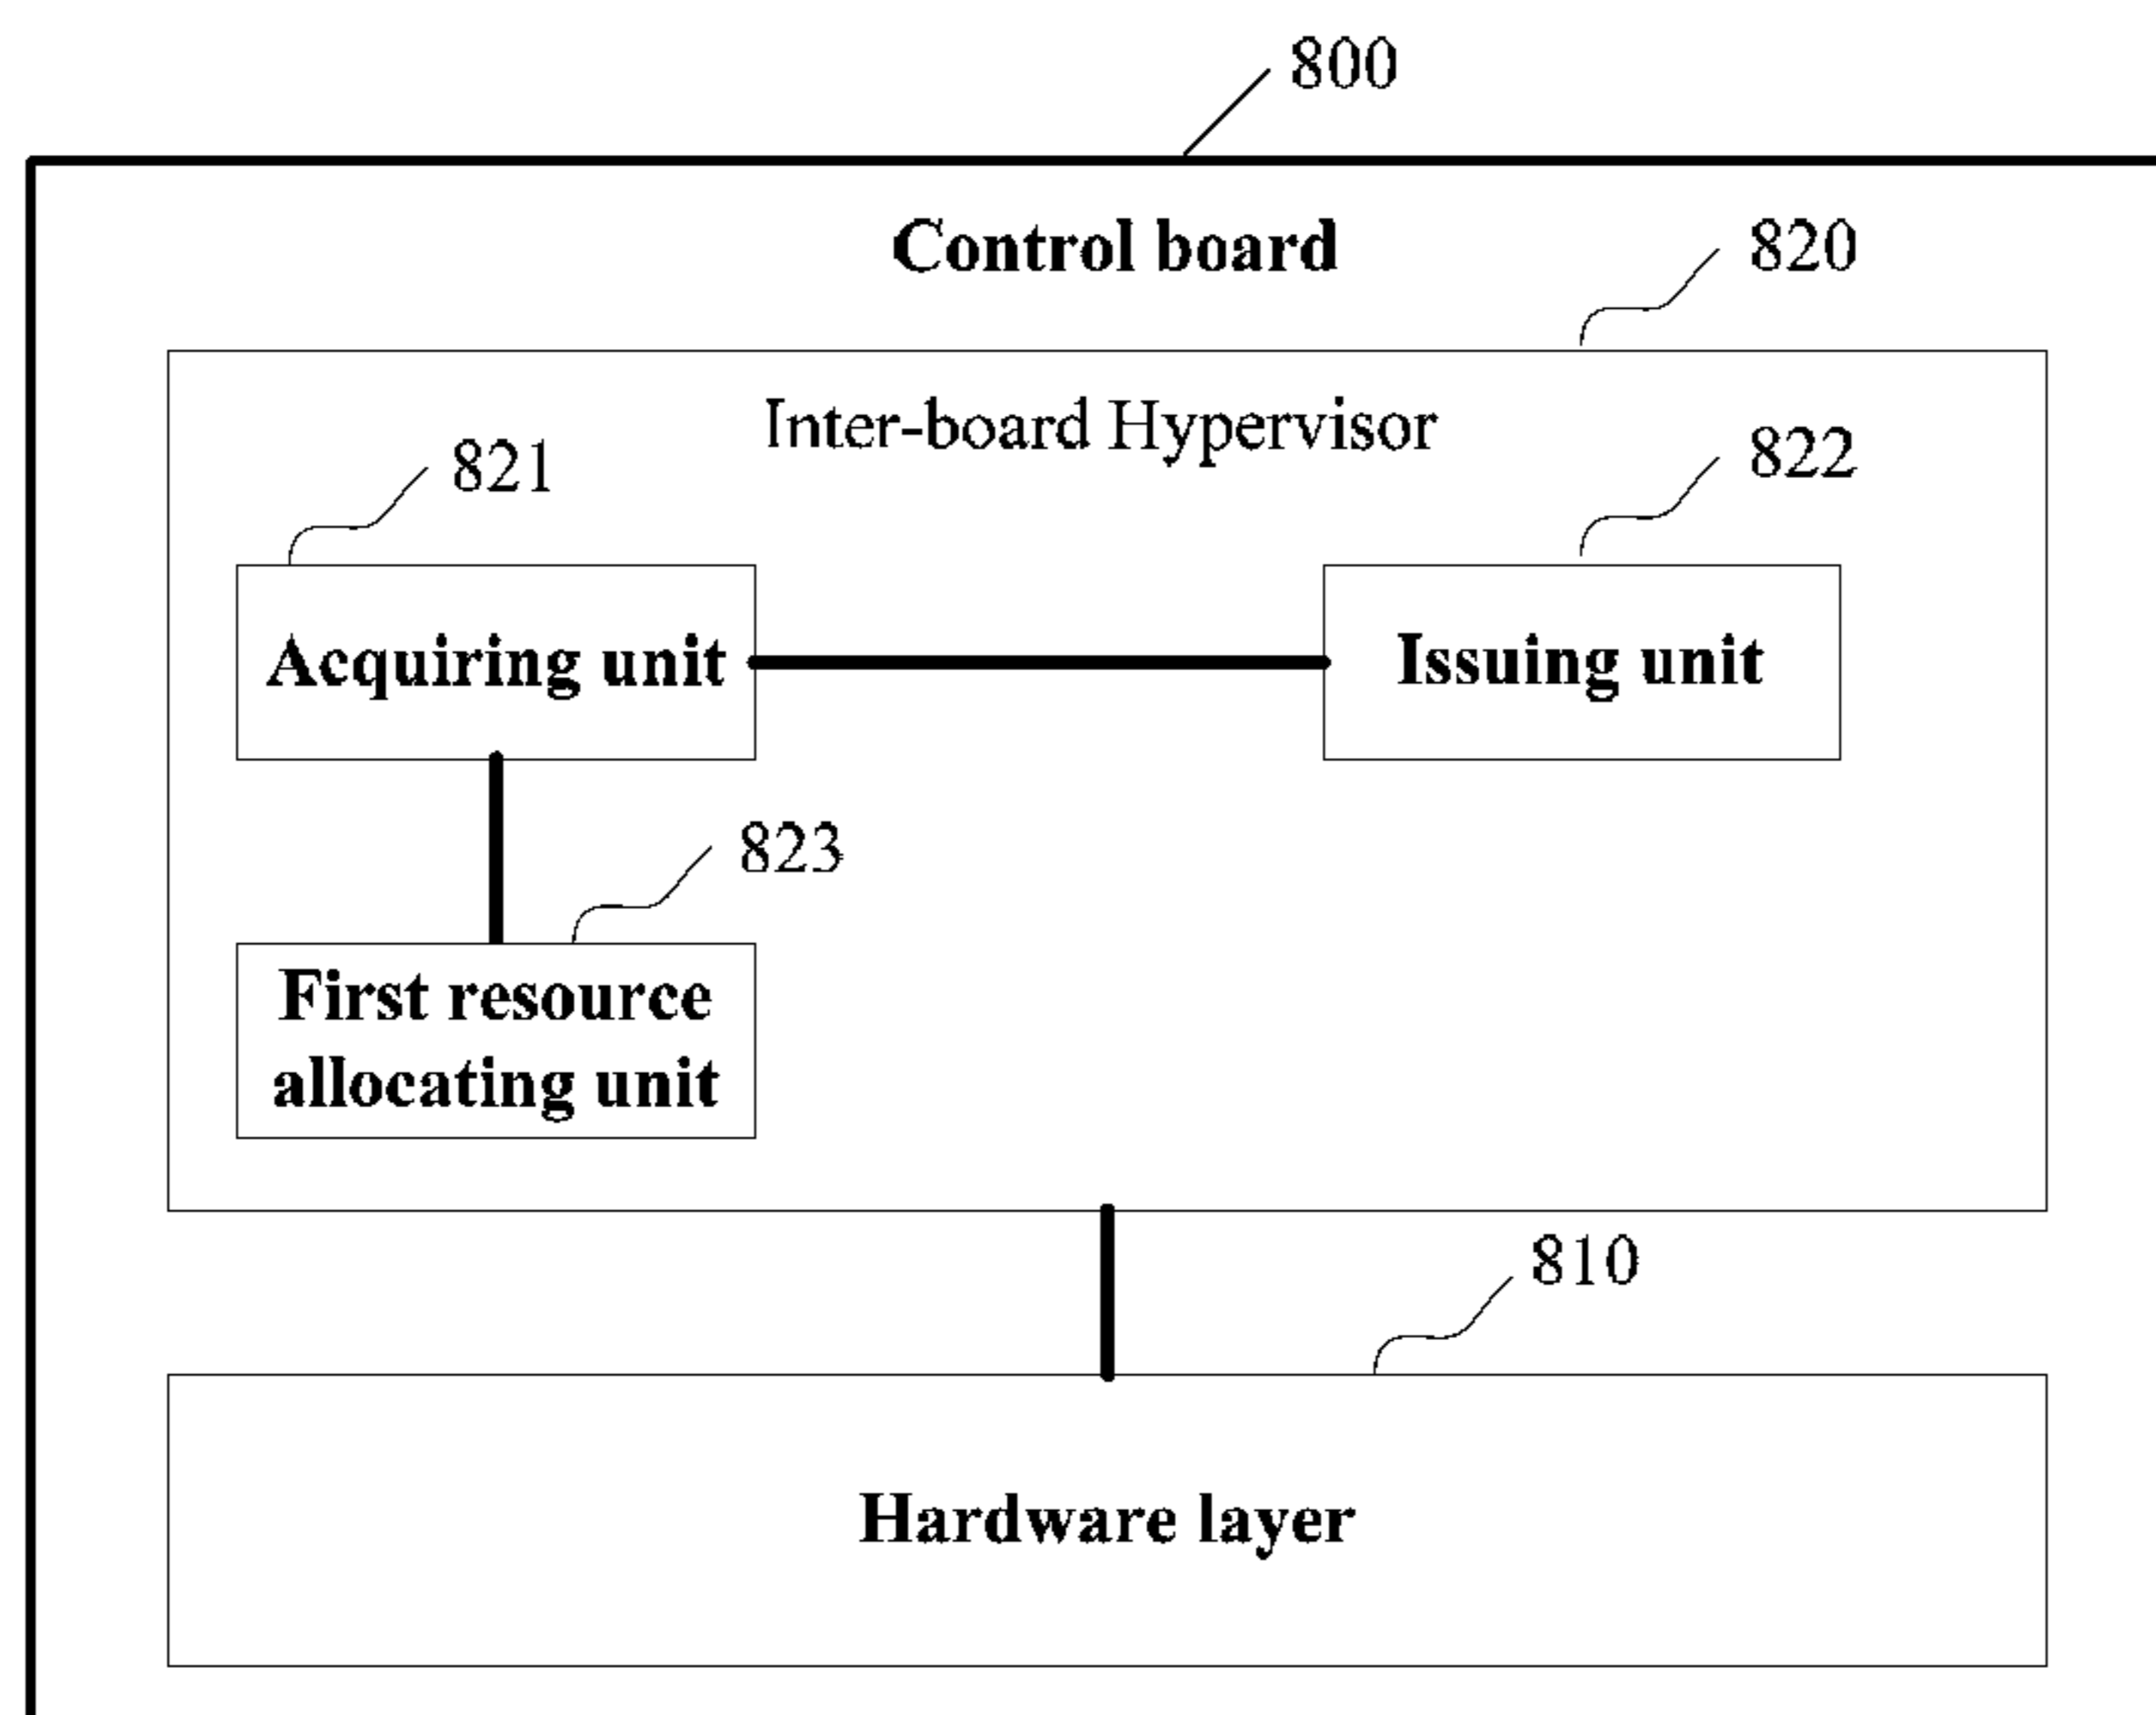 800
Control board
820
Inter-board Hypervisor
821
822
Acquiring unit
Issuing unit
823
First resource
allocating unit
810
Hardware layer